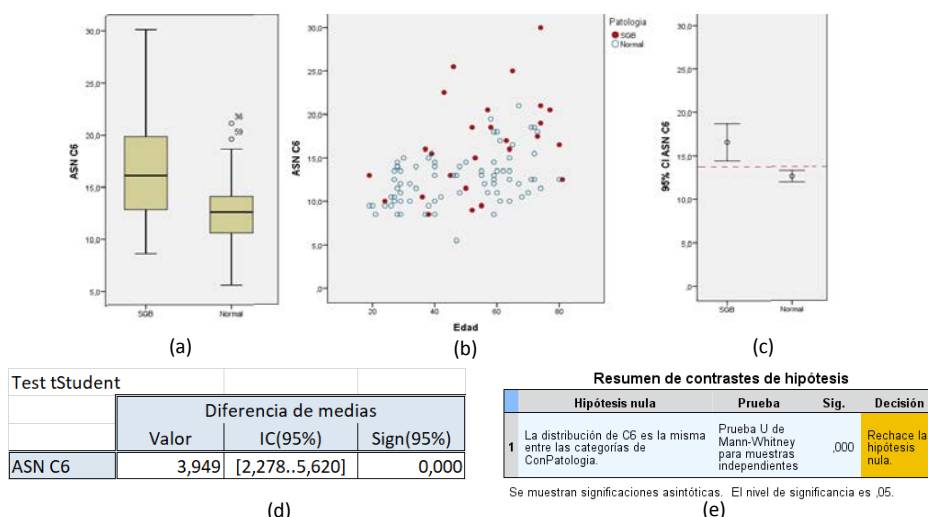 30,0
25,0
20,0
15,0
10,0
5,0
ASN C6
36
59
SGB
Normal
(a)
30,0
25,0
20,0
15,0
10,0
5,0
,0
ASN C6
20
40
60
80
Edad
Patologia
SGB
Normal
(b)
30,0
25,0
20,0
15,0
10,0
5,0
,0
95% CI ASN C6
SGB
Normal
(c)
Test tStudent
Diferencia de medias
Valor IC(95%) Sign(95%)
ASN C6 3,949 [2,278..5,620] 0,000
(d)
Resumen de contrastes de hipótesis
Hipótesis nula Prueba Sig. Decisión
1 La distribución de C6 es la misma entre las categorías de ConPatologia.
Prueba U de Mann-Whitney para muestras independientes
,000
Rechace la hipótesis nula.
Se muestran significaciones asintóticas. El nivel de significancia es ,05.
(e)